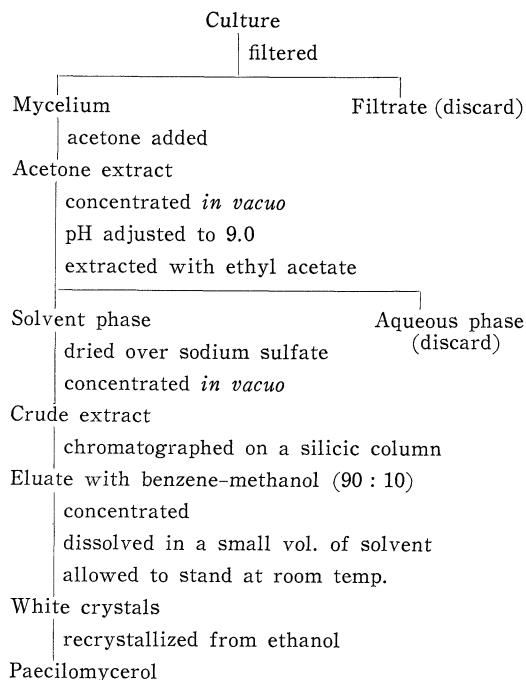 Culture
filtered
Mycelium Filtrate (discard)
acetone added
Acetone extract
concentrated in vacuo
pH adjusted to 9.0
extracted with ethyl acetate
Solvent phase Aqueous phase
(discard)
dried over sodium sulfate
concentrated in vacuo
Crude extract
chromatographed on a silicic column
Eluate with benzene-methanol (90 : 10)
concentrated
dissolved in a small vol. of solvent
allowed to stand at room temp.
White crystals
recrystallized from ethanol
Paecilomycerol